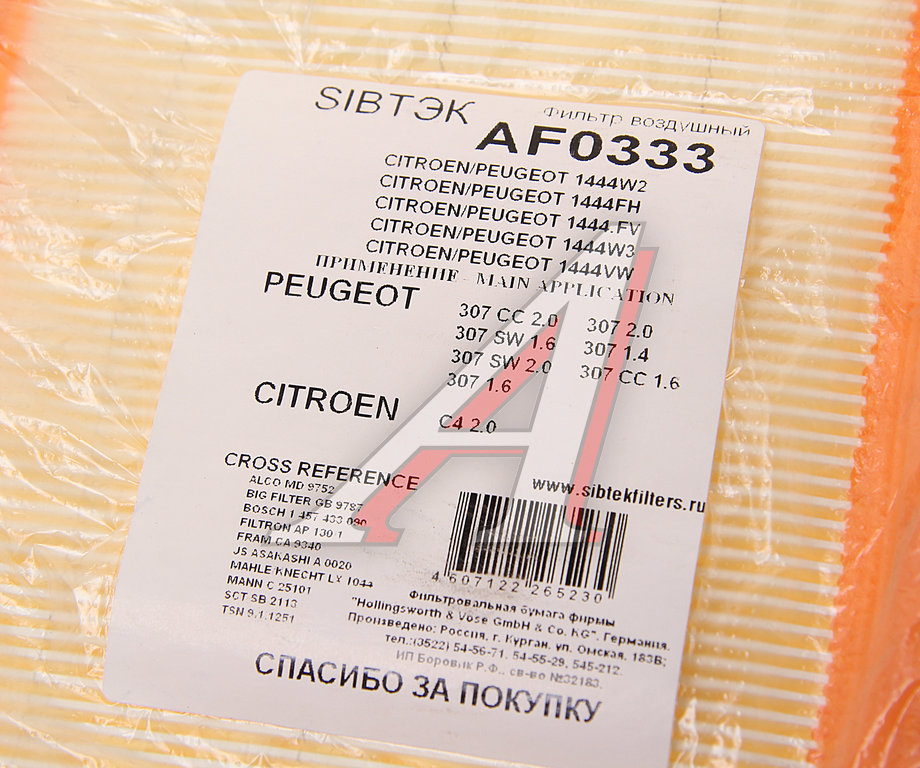 SIBTЭК
Фильтр воздушный
AF0333
CITROEN/PEUGEOT 1444W2
CITROEN/PEUGEOT 1444FH
CITROEN/PEUGEOT 1444.FV
CITROEN/PEUGEOT 1444W3
CITROEN/PEUGEOT 1444VW
ПРИМЕНЕНИЕ - MAIN APPLICATION
PEUGEOT
307 CC 2.0 307 2.0
307 SW 1.6 307 1.4
307 SW 2.0 307 CC 1.6
307 1.6
CITROEN
C4 2.0
CROSS REFERENCE
ALCO MD 9752
BIG FILTER GB 9787
BOSCH 1 457 433 090
FILTRON AP 130 1
FRAM CA 9340
JS ASAKASHI A 0020
MAHLE KNECHT LX 1044
MANN C 25101
SCT SB 2113
TSN 9.1.1251
www.sibtekfilters.ru
4 607122 265230
Фильтровальная бумага фирмы
"Hollingsworth & Vose GmbH & Co. KG". Германия.
Произведено: Россия, г. Курган, ул. Омская, 183В;
тел.:(3522) 54-56-71, 54-55-29, 545-212.
ИП Боровик Р.Ф., св-во №32183.
СПАСИБО ЗА ПОКУПКУ